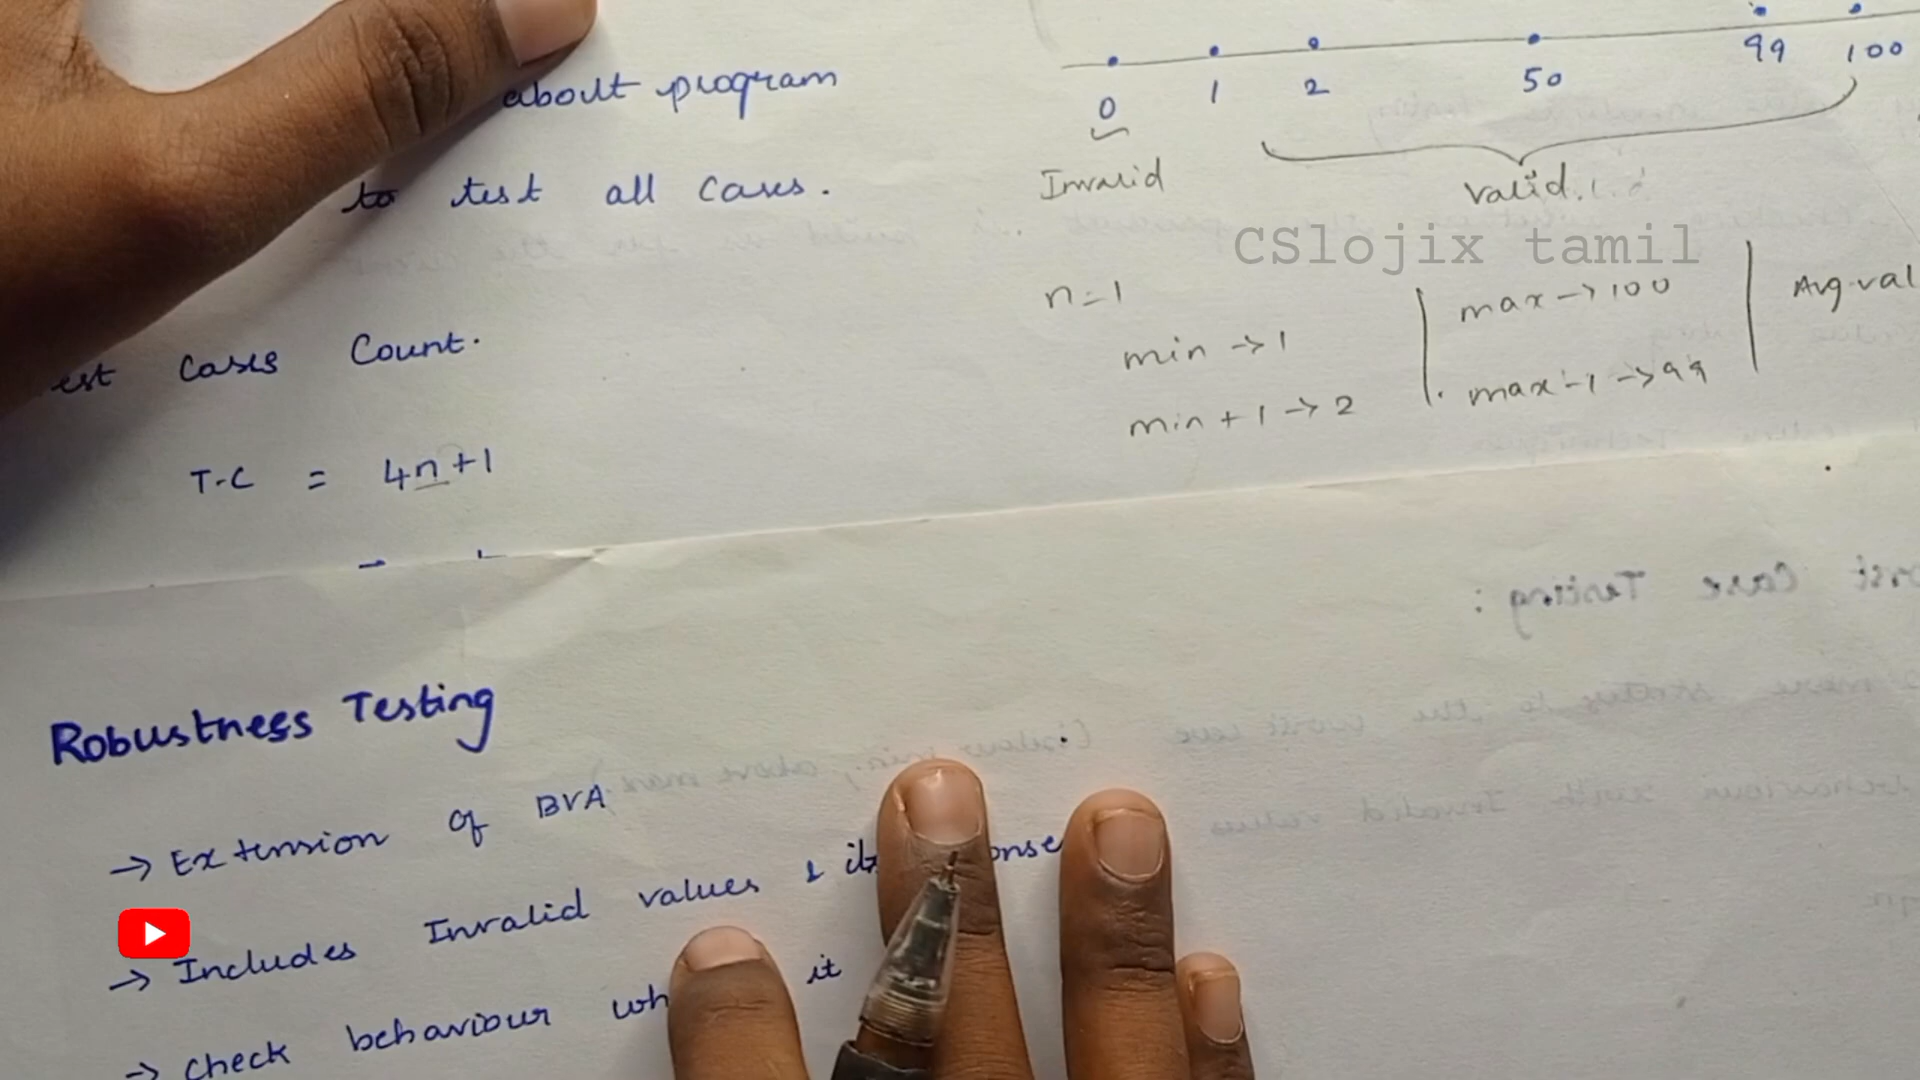 about program
to test all cases.
est cases count.
T.C = 4n+1
0 1 2 50 99 100
Invalid valid
CSlojix tamil
n=1
min → 1
min + 1 → 2
max → 100
max - 1 → 99
Avg val
Robustness Testing
→ Extension of BVA
→ Includes Invalid values &
→ check behaviour wh it